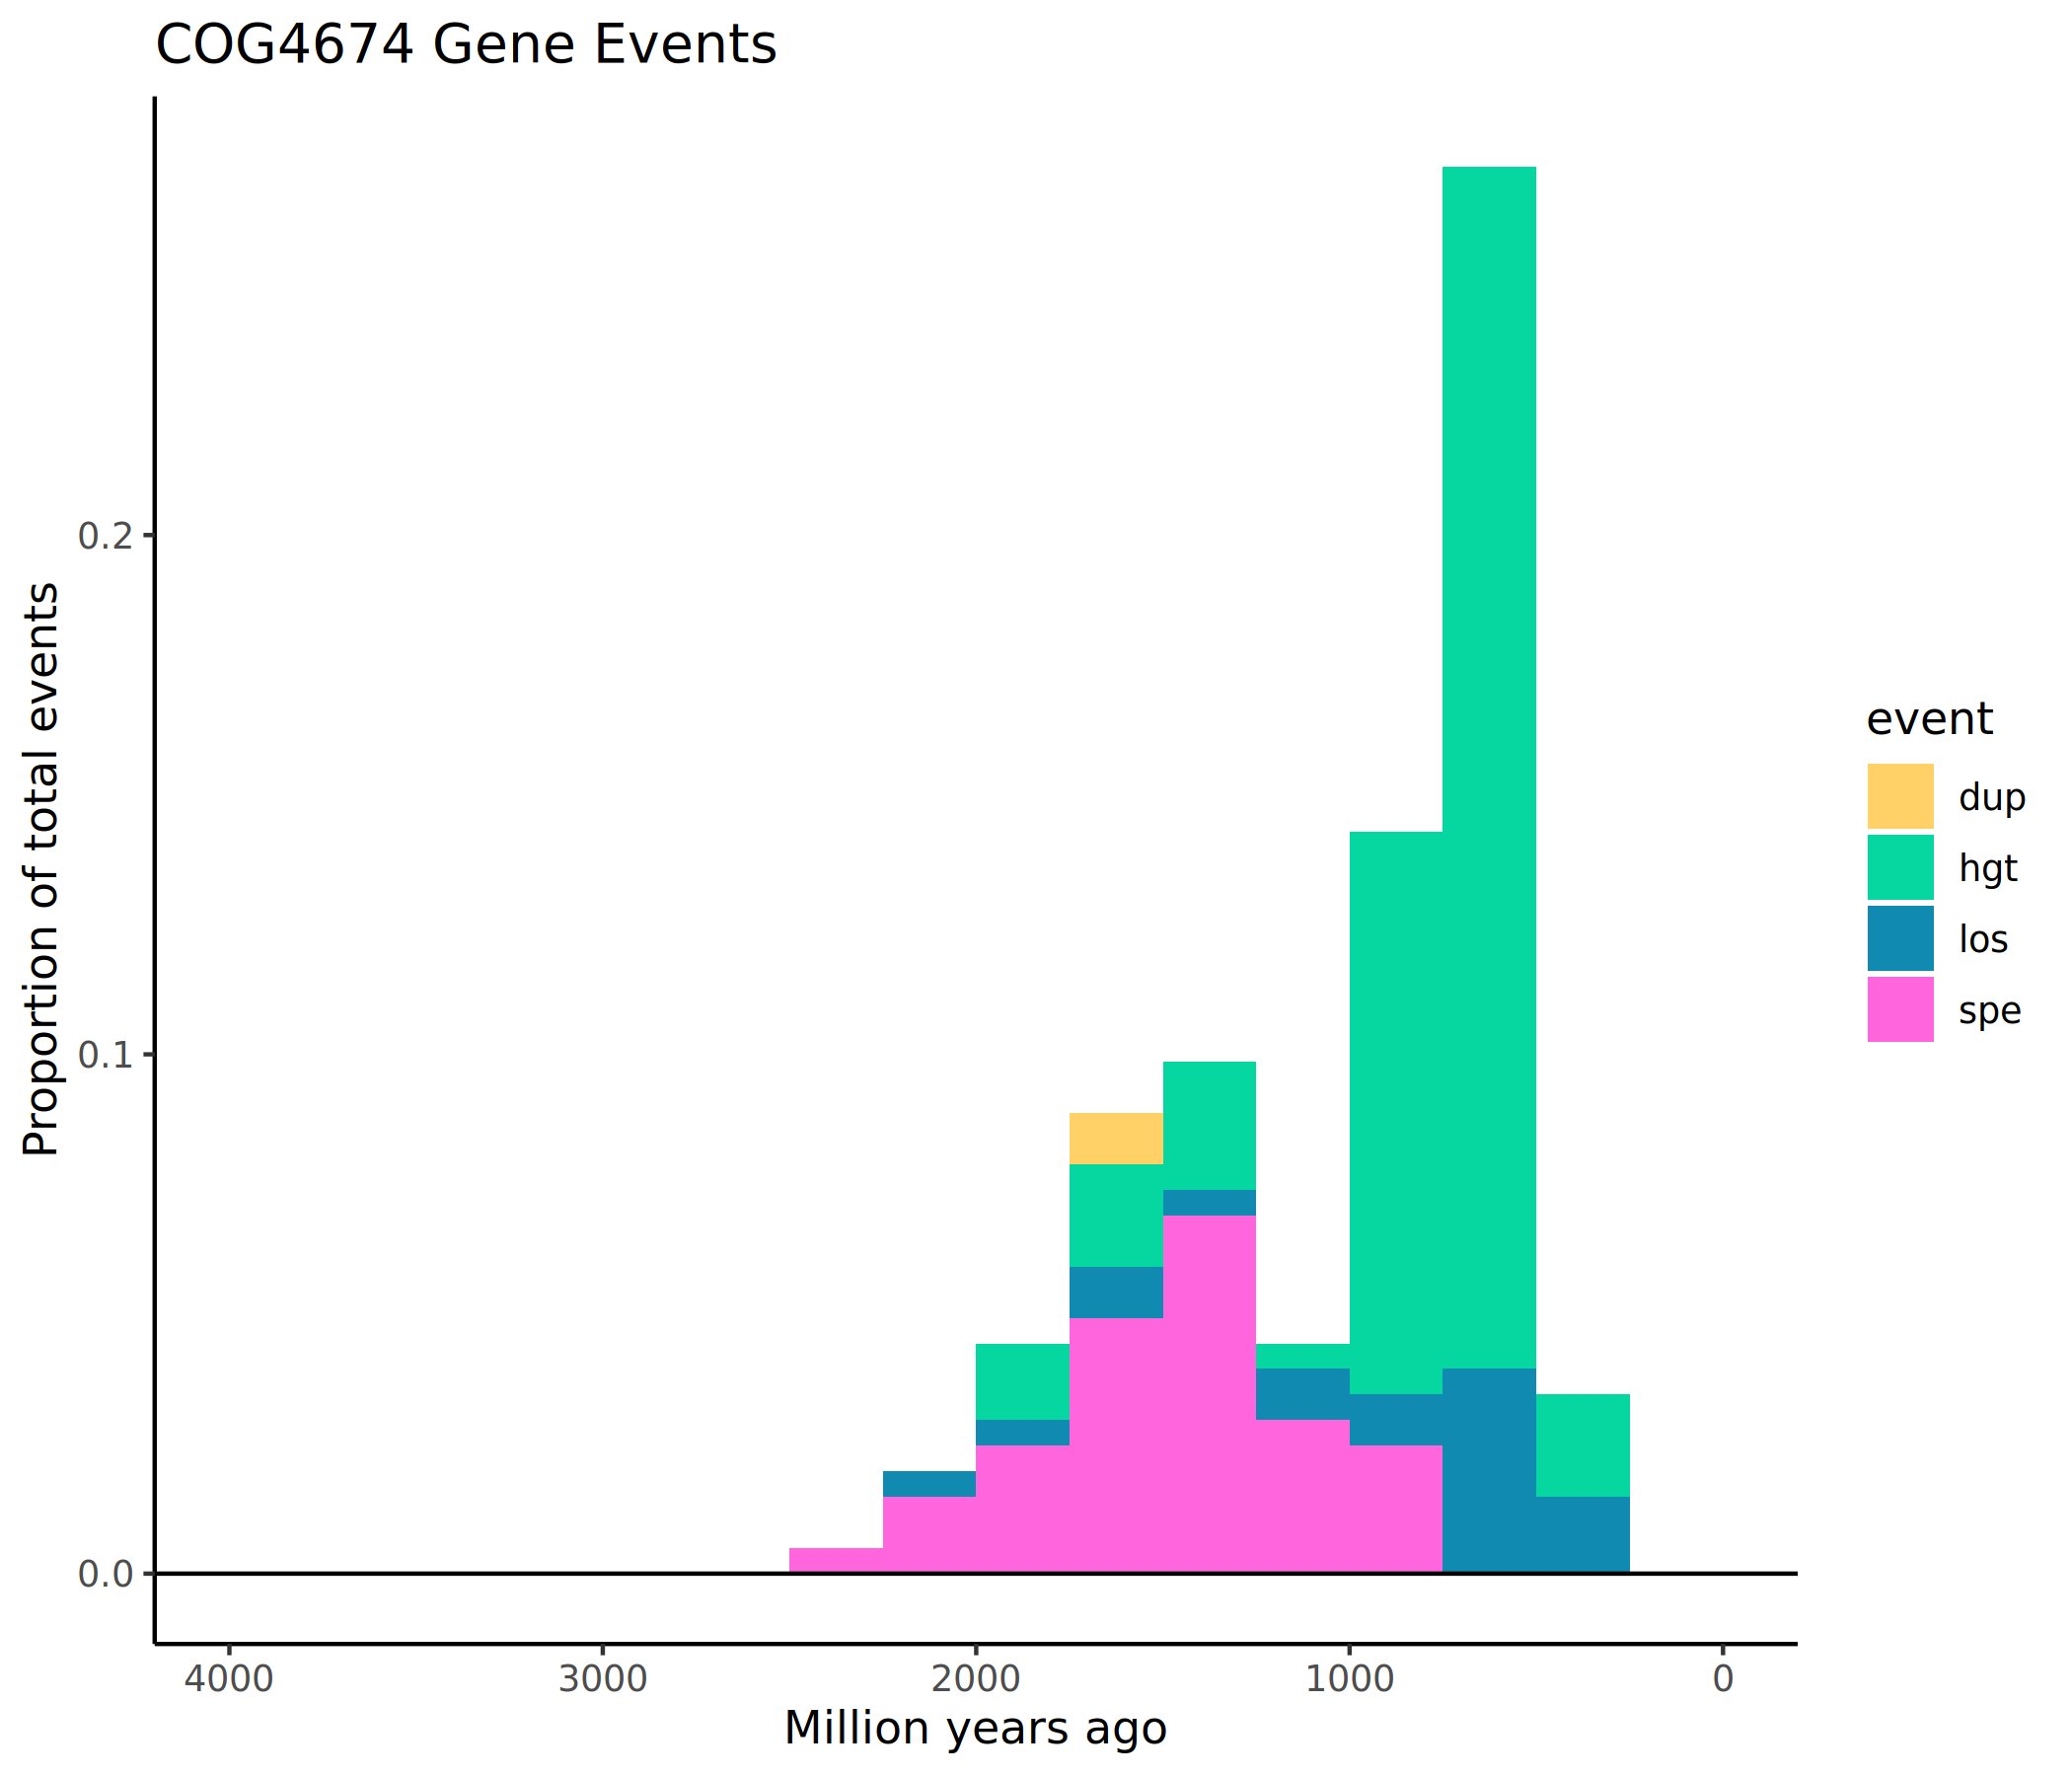 COG4674 Gene Events
Proportion of total events
0.2
0.1
0.0
4000 3000 2000 1000 0
Million years ago
event
dup
hgt
los
spe